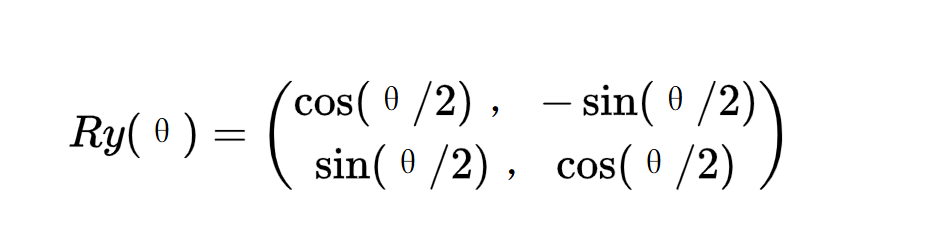 Ry(θ) = ( cos(θ/2), −sin(θ/2)
sin(θ/2), cos(θ/2) )